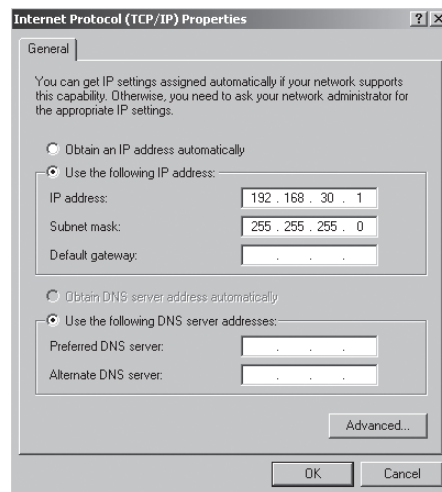 Internet Protocol (TCP/IP) Properties
General
You can get IP settings assigned automatically if your network supports
this capability. Otherwise, you need to ask your network administrator for
the appropriate IP settings.
Obtain an IP address automatically
Use the following IP address:
IP address: 192 . 168 . 30 . 1
Subnet mask: 255 . 255 . 255 . 0
Default gateway: . . .
Obtain DNS server address automatically
Use the following DNS server addresses:
Preferred DNS server: . . .
Alternate DNS server: . . .
Advanced...
OK Cancel